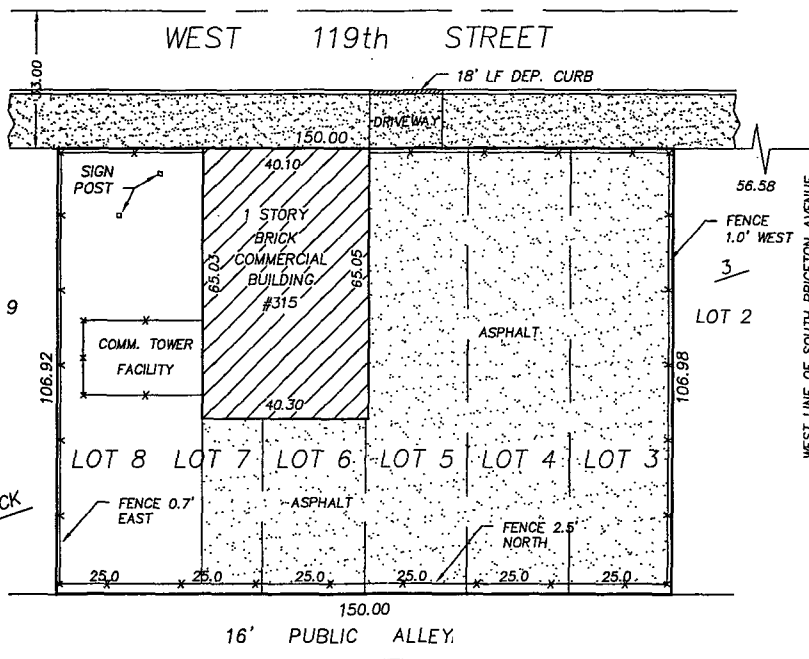 WEST 119th STREET
33.00
18' LF DEP. CURB
DRIVEWAY
150.00
SIGN
POST
40.10
56.58
1 STORY
BRICK
COMMERCIAL
BUILDING
#315
65.03
65.05
FENCE
1.0' WEST
3
LOT 2
WEST LINE OF SOUTH PRINCETON AVENUE
9
COMM. TOWER
FACILITY
ASPHALT
106.92
106.98
40.30
LOT 8 LOT 7 LOT 6 LOT 5 LOT 4 LOT 3
CK
FENCE 0.7'
EAST
ASPHALT
FENCE 2.5'
NORTH
25.0 25.0 25.0 25.0 25.0 25.0
150.00
16' PUBLIC ALLEY